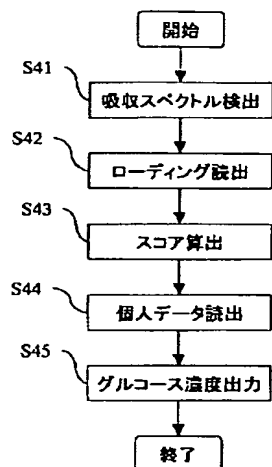 開始
S41
吸収スペクトル検出
S42
ローディング読出
S43
スコア算出
S44
個人データ読出
S45
グルコース濃度出力
終了